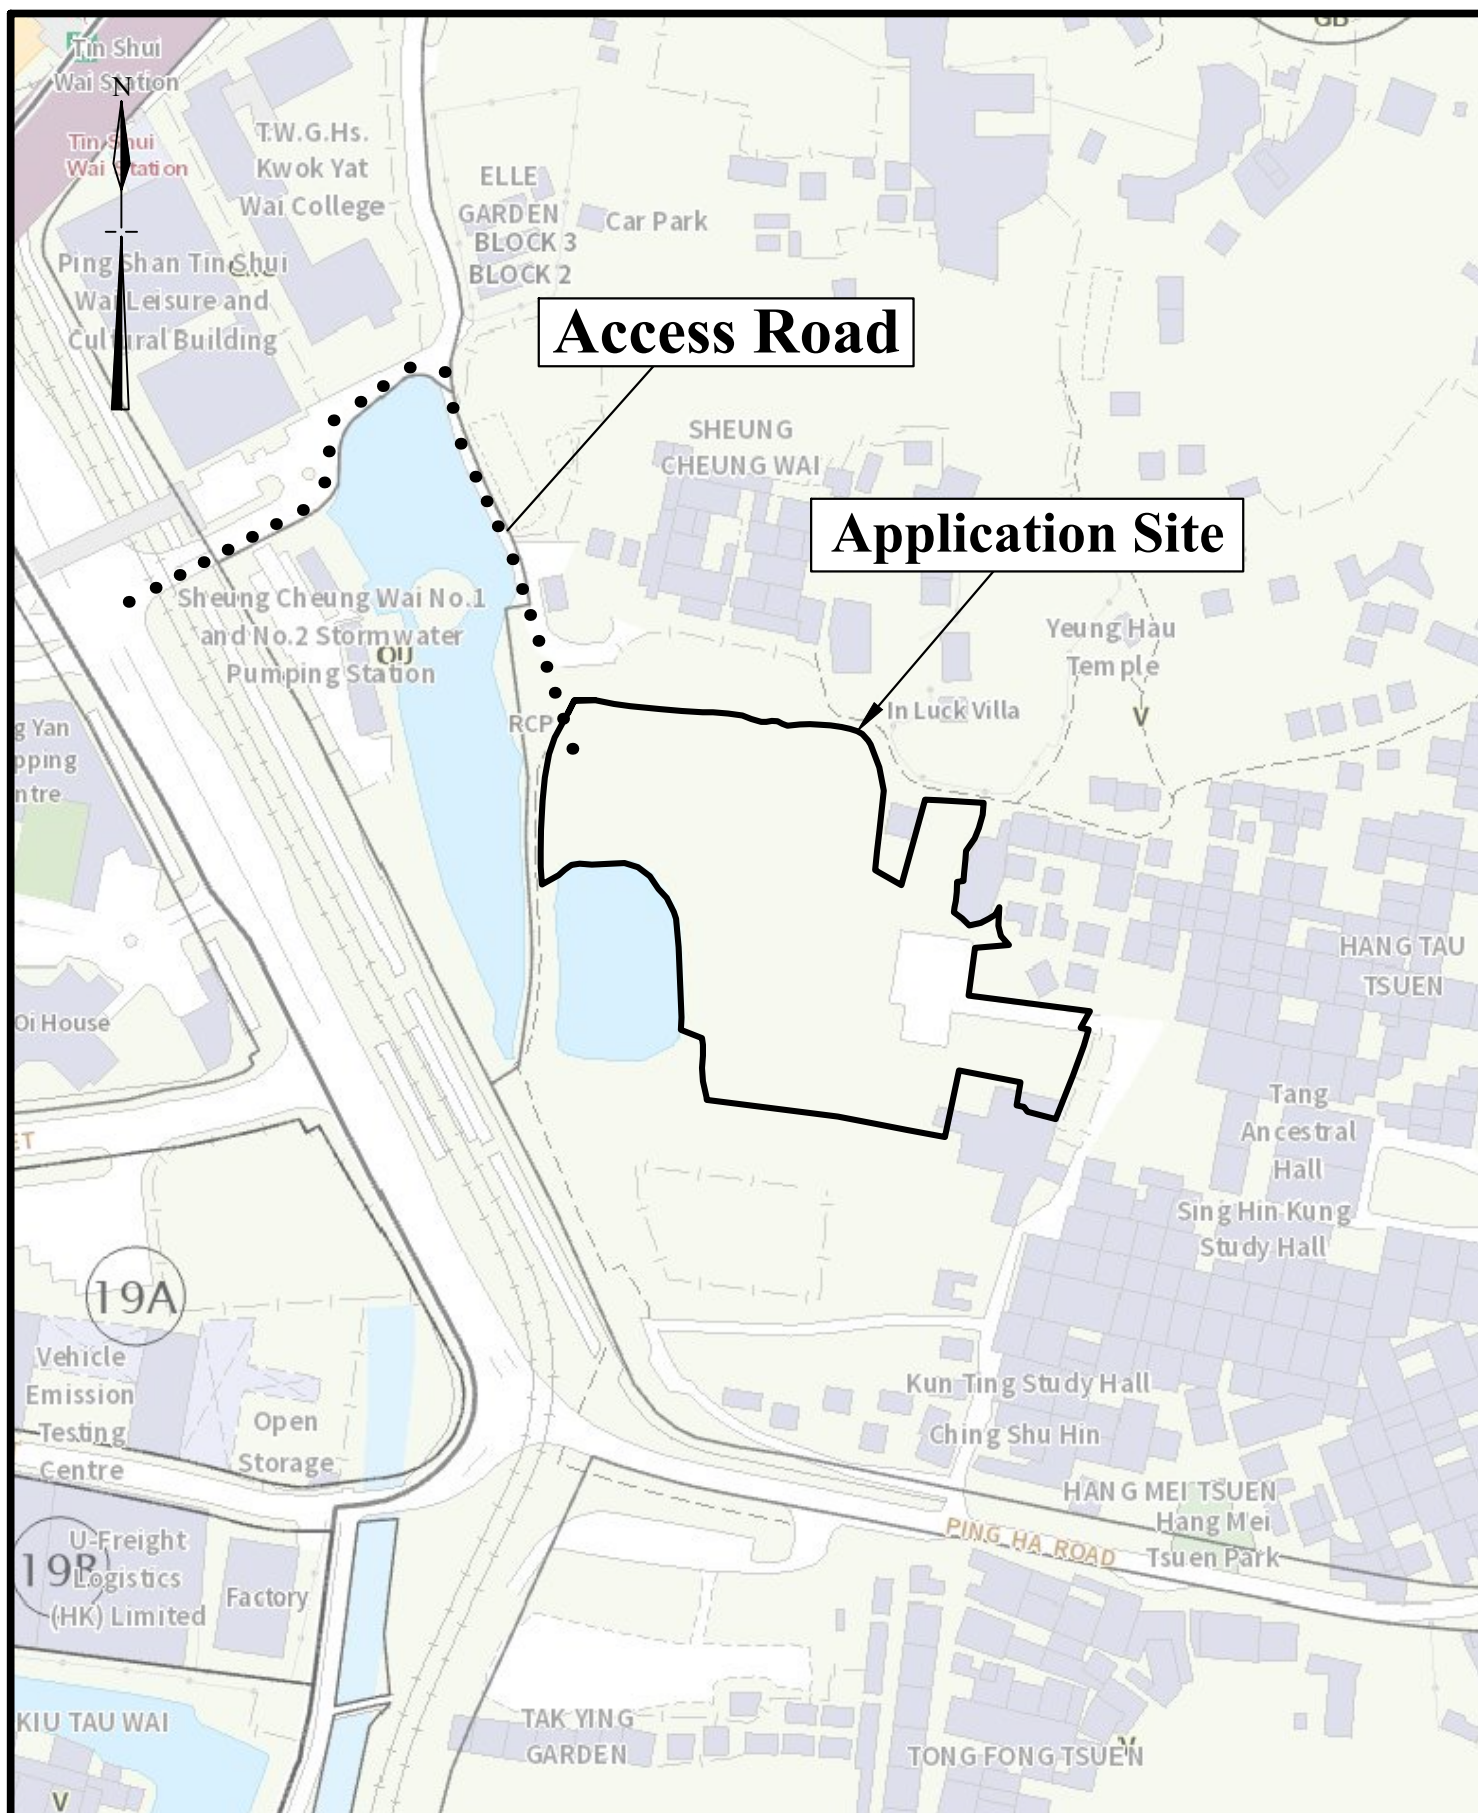 GB
Tin Shui
Wai Station
N
Tin Shui
Wai Station
T.W.G.Hs.
Kwok Yat
Wai College
ELLE
GARDEN
BLOCK 3
BLOCK 2
Car Park
Ping Shan Tin Shui
Wai Leisure and
Cultural Building
Access Road
SHEUNG
CHEUNG WAI
Application Site
Sheung Cheung Wai No.1
and No.2 Stormwater
Pumping Station
OU
Yeung Hau
Temple
V
In Luck Villa
RCP
g Yan
pping
ntre
HANG TAU
TSUEN
Oi House
Tang
Ancestral
Hall
ET
Sing Hin Kung
Study Hall
19A
Vehicle
Emission
Testing
Centre
Open
Storage
Kun Ting Study Hall
Ching Shu Hin
HANG MEI TSUEN
Hang Mei
Tsuen Park
PING HA ROAD
19B
U-Freight
Logistics
(HK) Limited
Factory
KIU TAU WAI
TAK YING
GARDEN
TONG FONG TSUEN
V
V